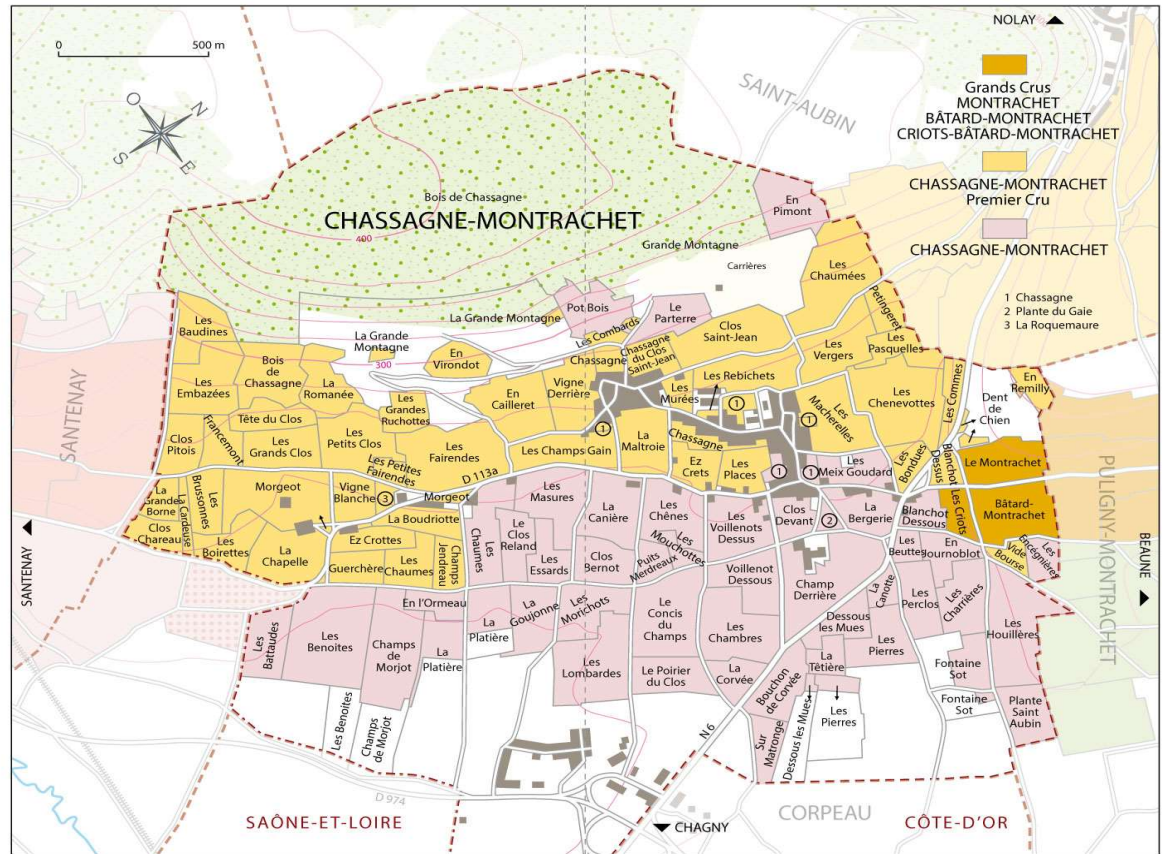 NOLAY
0
500 m
O
N
S
E
Grands Crus
MONTRACHET
BÂTARD-MONTRACHET
CRIOTS-BÂTARD-MONTRACHET
CHASSAGNE-MONTRACHET
Premier Cru
CHASSAGNE-MONTRACHET
1 Chassagne
2 Plante du Gaie
3 La Roquemaure
SAINT-AUBIN
Bois de Chassagne
CHASSAGNE-MONTRACHET
400
En
Pimont
Grande Montagne
Carrières
Les
Chaumées
Petingeret
Pot Bois
Le
Parterre
La Grande Montagne
La Grande
Montagne
300
Les Combards
Les
Baudines
Clos
Saint-Jean
Chassagne
Chassagne
du Clos
Saint-Jean
Les
Vergers
Les
Pasquelles
En
Virondot
Bois
de
Chassagne
Les
Embazées
La
Romanée
Les
Grandes
Ruchottes
En
Cailleret
Vigne
Derrière
Les
Murées
Les Rebichets
1
1
Les
Macherelles
Les
Chenevottes
Les Commes
En
Remilly
Dent
de
Chien
Tête du Clos
Francemont
Clos
Pitois
Les
Grands Clos
Les
Petits Clos
Les Petites
Fairendes
Les
Fairendes
1
Les Champs Gain
La
Maltroie
Chassagne
Ez
Crets
Les
Places
1
1
Les
Meix Goudard
Les
Bondues
Blanchot
Dessus
Le Montrachet
Les Criots
Bâtard-
Montrachet
D 113a
SANTENAY
PULIGNY-MONTRACHET
La
Grande
Borne
La Cardeuse
Les
Brussonnes
Clos
Chareau
Morgeot
Vigne
Blanche
3
Morgeot
La Boudriotte
Les
Boirettes
La
Chapelle
Ez Crottes
Guerchère
Les
Chaumes
Champs
Jendreau
Les
Chaumes
Les
Masures
Le
Clos
Reland
Les
Essards
La
Canière
Clos
Bernot
Les
Chênes
Les
Mouchottes
Puits
Merdreaux
Les
Voillenots
Dessus
Voillenot
Dessous
Clos
Devant
2
La
Bergerie
Blanchot
Dessous
Les
Beuttes
En
Journoblot
Vide
Bourse
Les
Encégnières
SANTENAY
BEAUNE
Les
Battaudes
Les
Benoites
En l'Ormeau
Champs
de
Morjot
La
Platière
La
Platière
La
Goujonne
Les
Morichots
Les
Lombardes
Le
Concis
du
Champs
Le Poirier
du Clos
Les
Chambres
La
Corvée
Champ
Derrière
La
Canotte
Dessous
les Mues
Les
Perclos
Les
Charrières
Les
Houillères
Les
Pierres
La
Têtière
Bouchon
de Corvée
Sur
Matronge
Dessous les Mues
Les
Pierres
Fontaine
Sot
Fontaine
Sot
Plante
Saint
Aubin
Les Benoites
Champs
de Morjot
N 6
D 974
SAÔNE-ET-LOIRE
CHAGNY
CORPEAU
CÔTE-D'OR